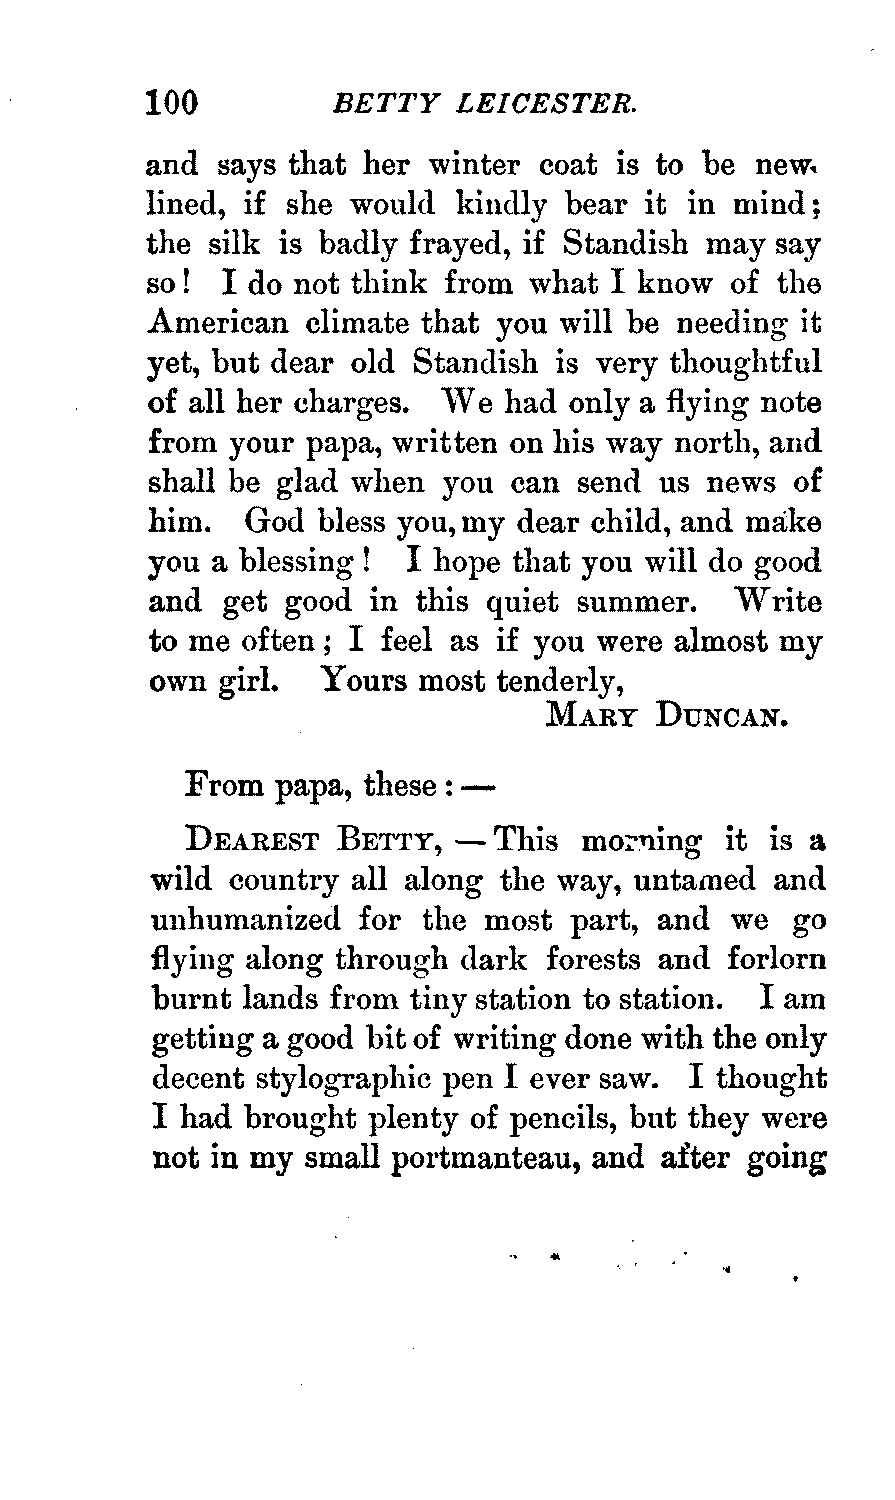 100 BETTY LEICESTER.
and says that her winter coat is to be new-
lined, if she would kindly bear it in mind;
the silk is badly frayed, if Standish may say
so! I do not think from what I know of the
American climate that you will be needing it
yet, but dear old Standish is very thoughtful
of all her charges. We had only a flying note
from your papa, written on his way north, and
shall be glad when you can send us news of
him. God bless you, my dear child, and make
you a blessing! I hope that you will do good
and get good in this quiet summer. Write
to me often; I feel as if you were almost my
own girl. Yours most tenderly,
MARY DUNCAN.
From papa, these: —
DEAREST BETTY, — This morning it is a
wild country all along the way, untamed and
unhumanized for the most part, and we go
flying along through dark forests and forlorn
burnt lands from tiny station to station. I am
getting a good bit of writing done with the only
decent stylographic pen I ever saw. I thought
I had brought plenty of pencils, but they were
not in my small portmanteau, and after going